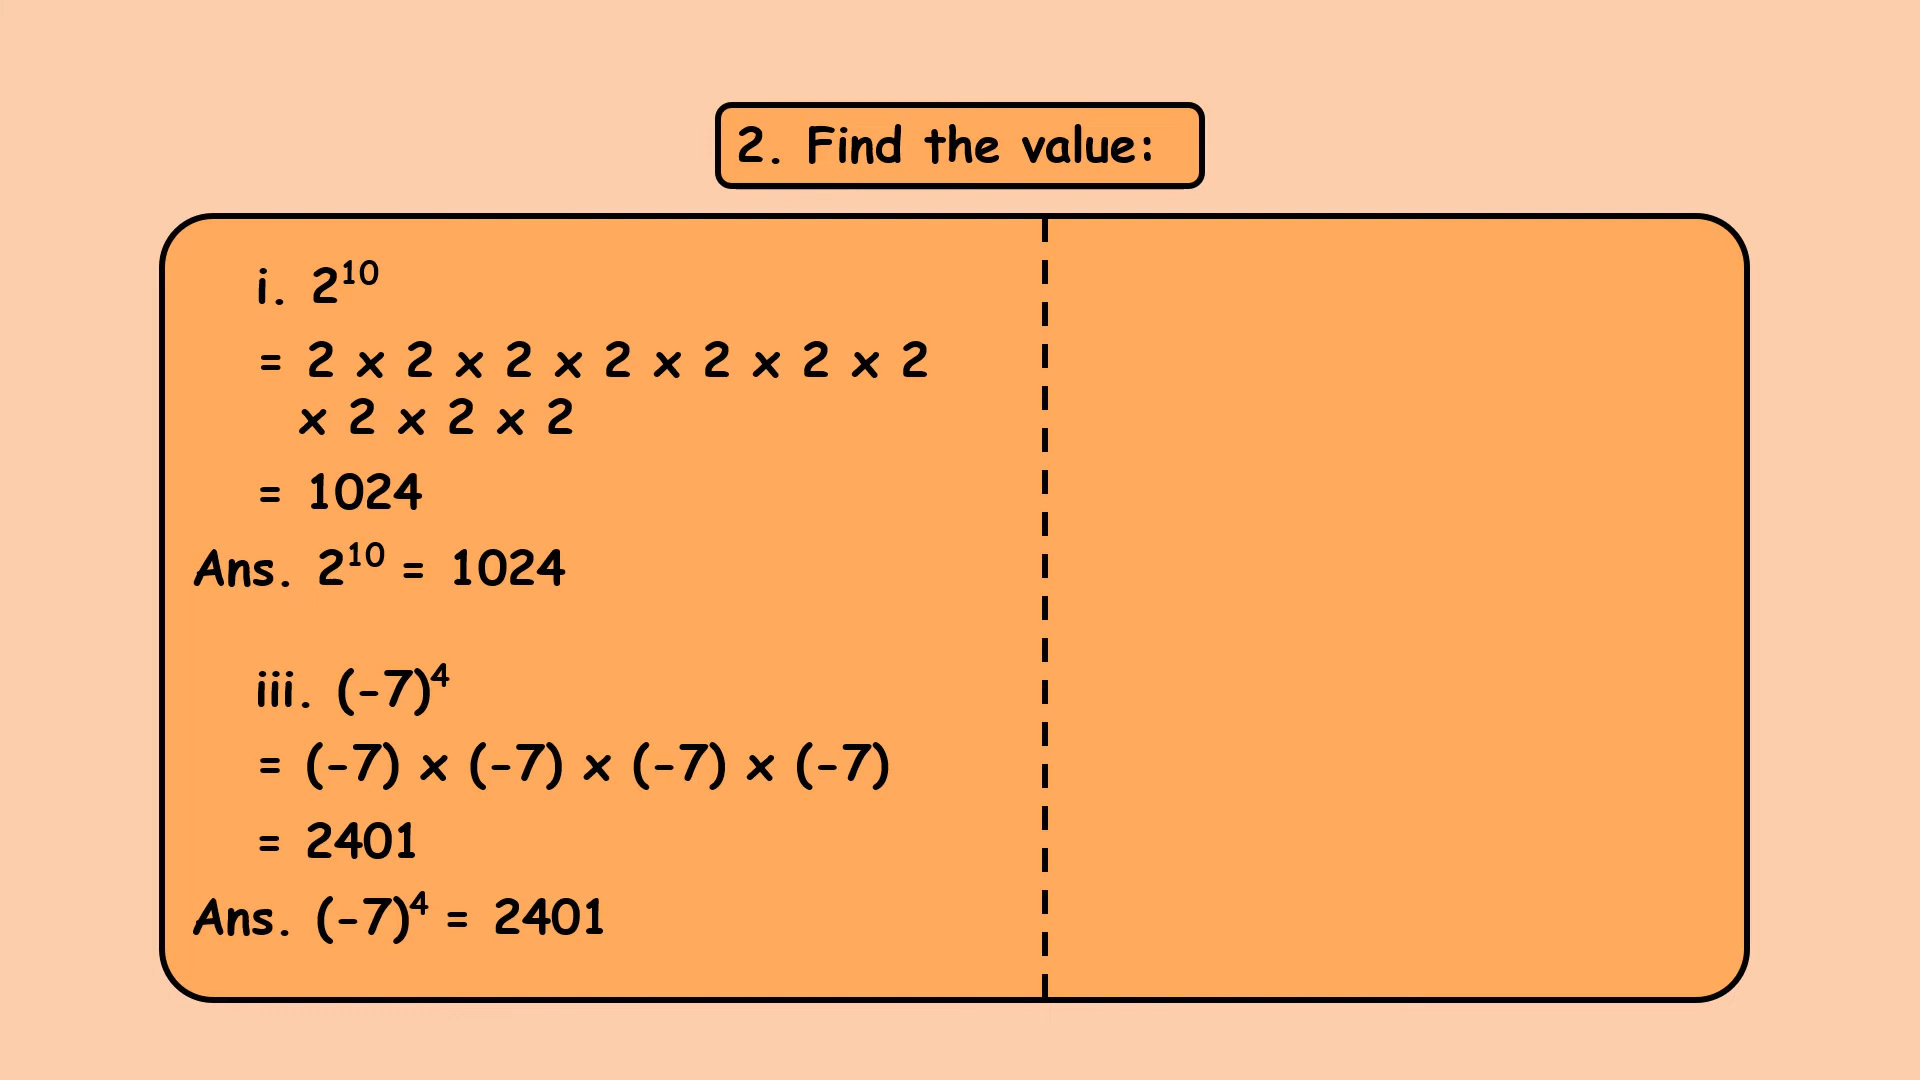 2. Find the value:
i. 2¹⁰
= 2 x 2 x 2 x 2 x 2 x 2 x 2
x 2 x 2 x 2
= 1024
Ans. 2¹⁰ = 1024
iii. (-7)⁴
= (-7) x (-7) x (-7) x (-7)
= 2401
Ans. (-7)⁴ = 2401